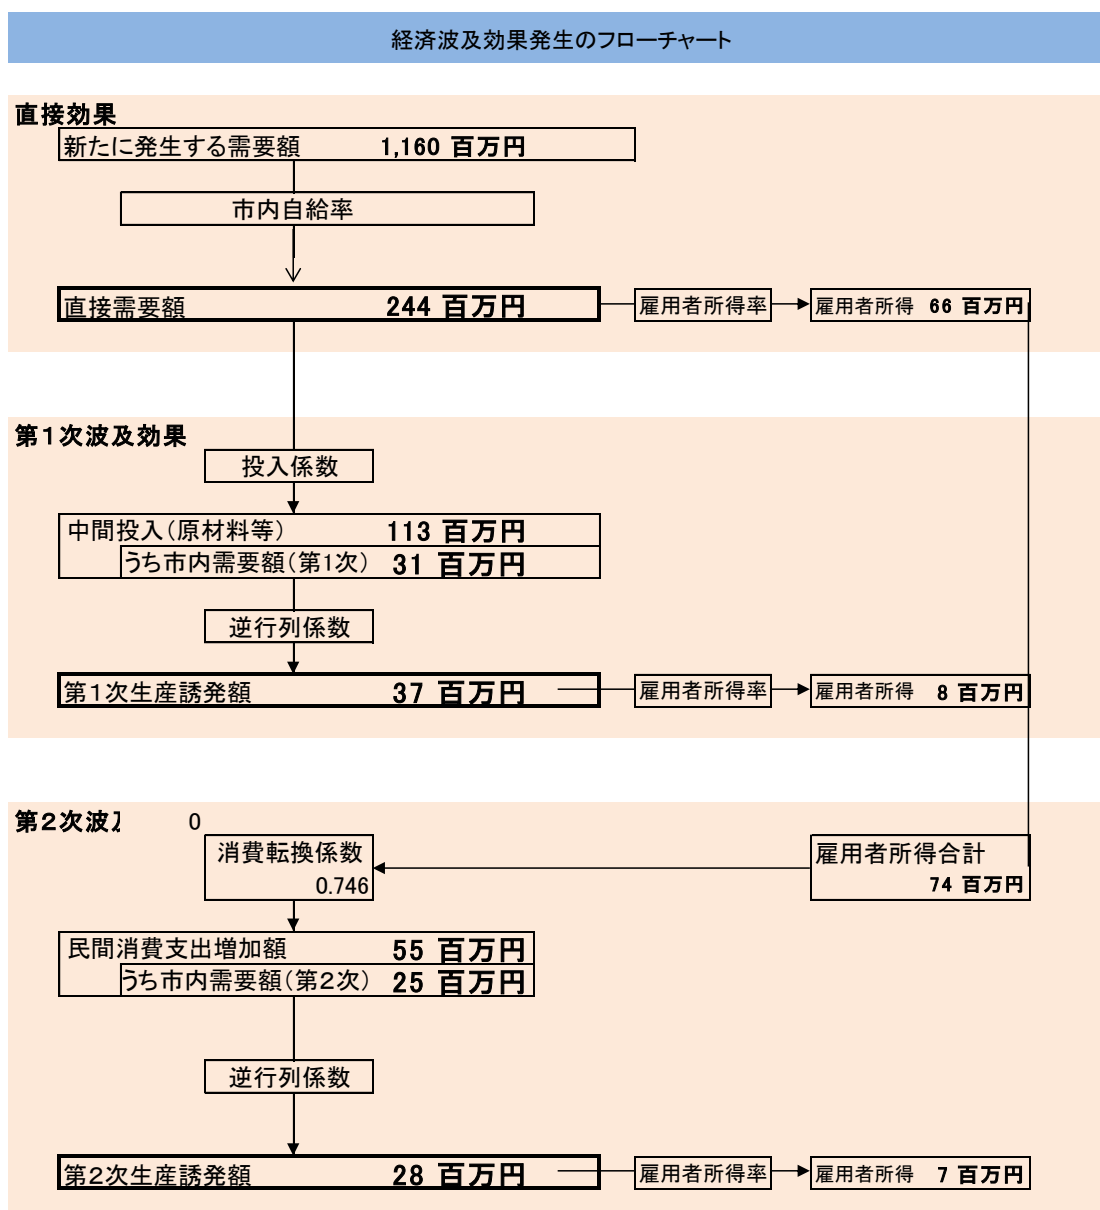 経済波及効果発生のフローチャート
直接効果
新たに発生する需要額 1,160 百万円
市内自給率
直接需要額 244 百万円 雇用者所得率 雇用者所得 66 百万円
第1次波及効果
投入係数
中間投入(原材料等) 113 百万円
うち市内需要額(第1次) 31 百万円
逆行列係数
第1次生産誘発額 37 百万円 雇用者所得率 雇用者所得 8 百万円
第2次波 0
消費転換係数 雇用者所得合計
0.746 74 百万円
民間消費支出増加額 55 百万円
うち市内需要額(第2次) 25 百万円
逆行列係数
第2次生産誘発額 28 百万円 雇用者所得率 雇用者所得 7 百万円